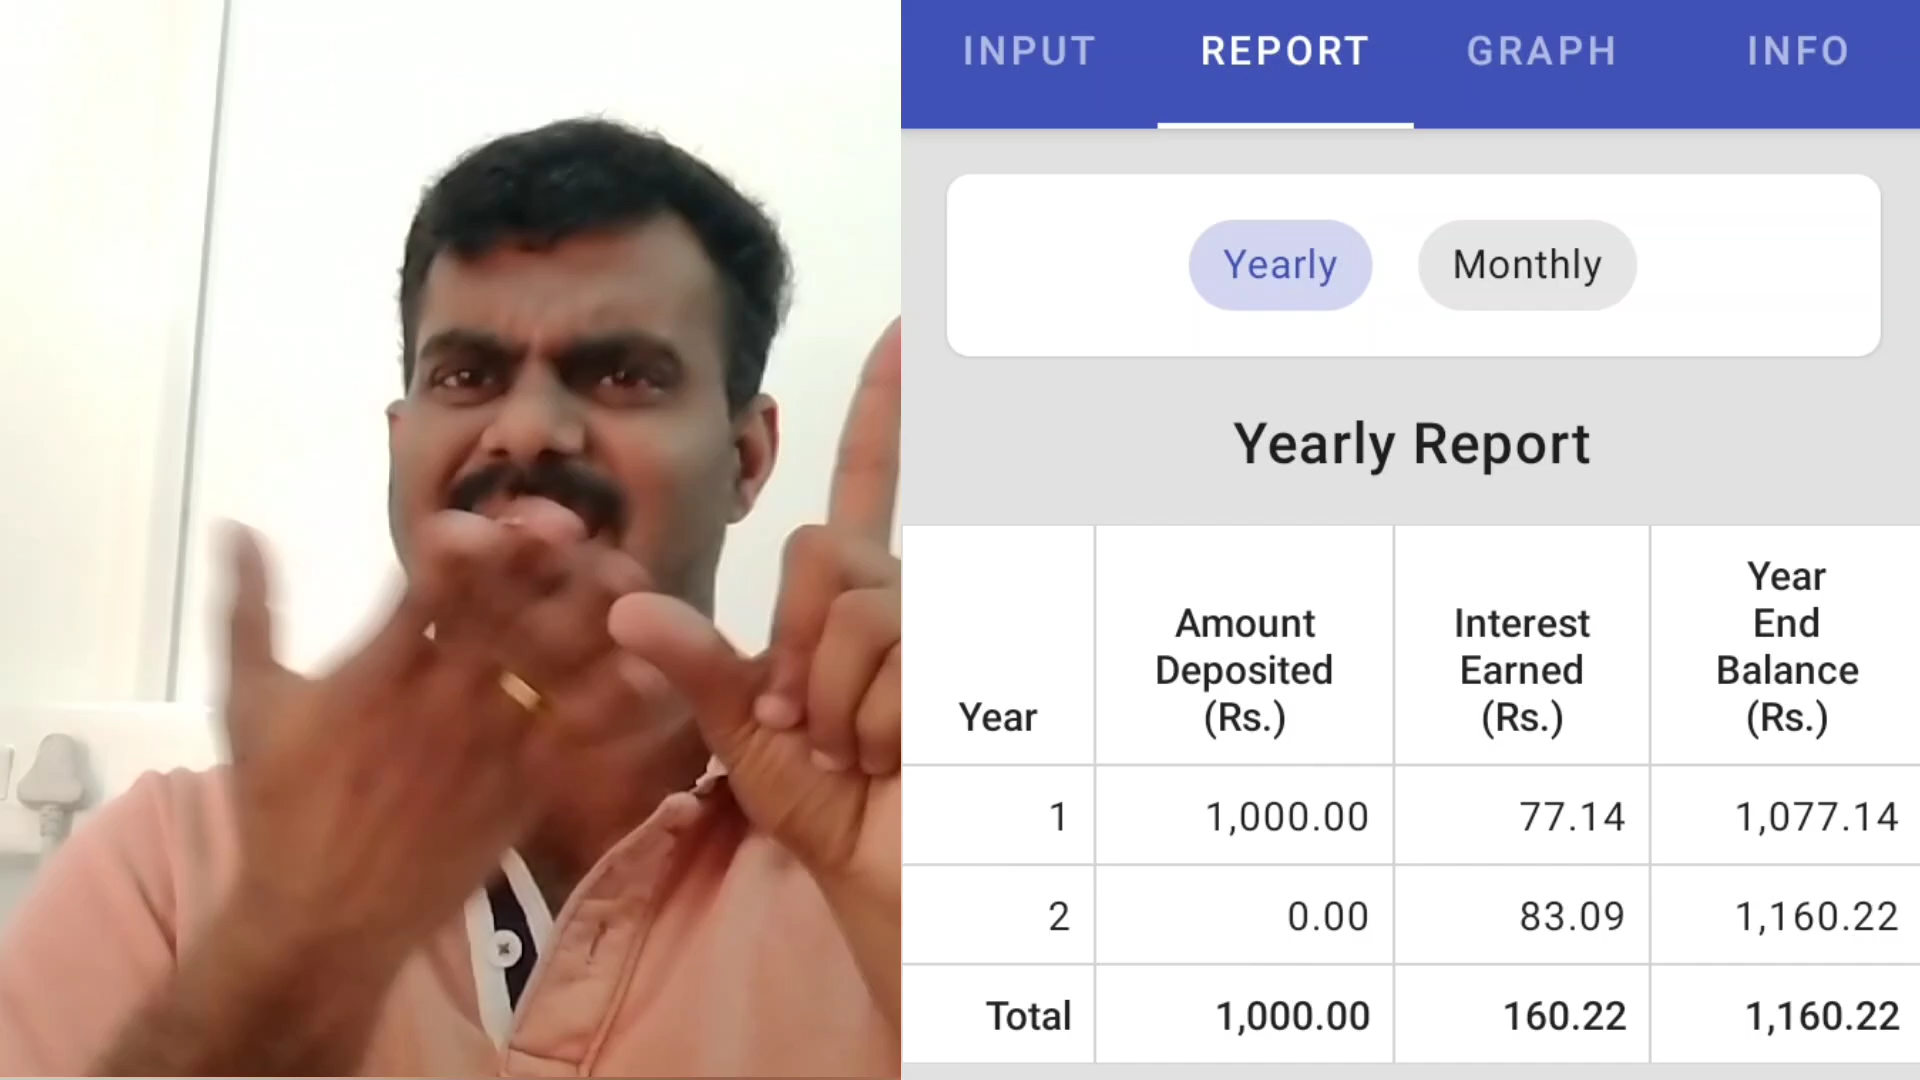 INPUT REPORT GRAPH INFO
Yearly Monthly
Yearly Report
Year Amount Deposited (Rs.) Interest Earned (Rs.) Year End Balance (Rs.)
1 1,000.00 77.14 1,077.14
2 0.00 83.09 1,160.22
Total 1,000.00 160.22 1,160.22